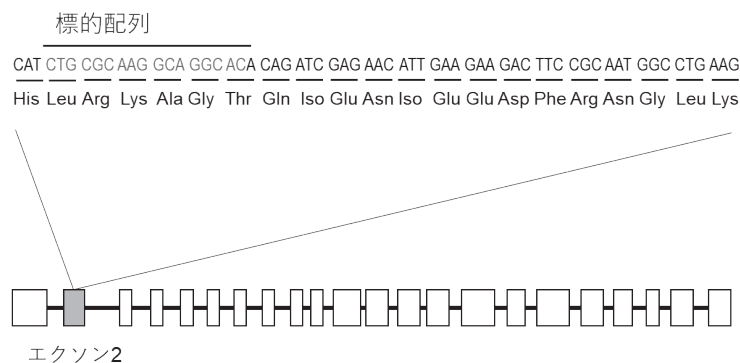 標的配列
CAT CTG CGC AAG GCA GGC ACA CAG ATC GAG AAC ATT GAA GAA GAC TTC CGC AAT GGC CTG AAG
His Leu Arg Lys Ala Gly Thr Gln Iso Glu Asn Iso Glu Glu Asp Phe Arg Asn Gly Leu Lys
エクソン2